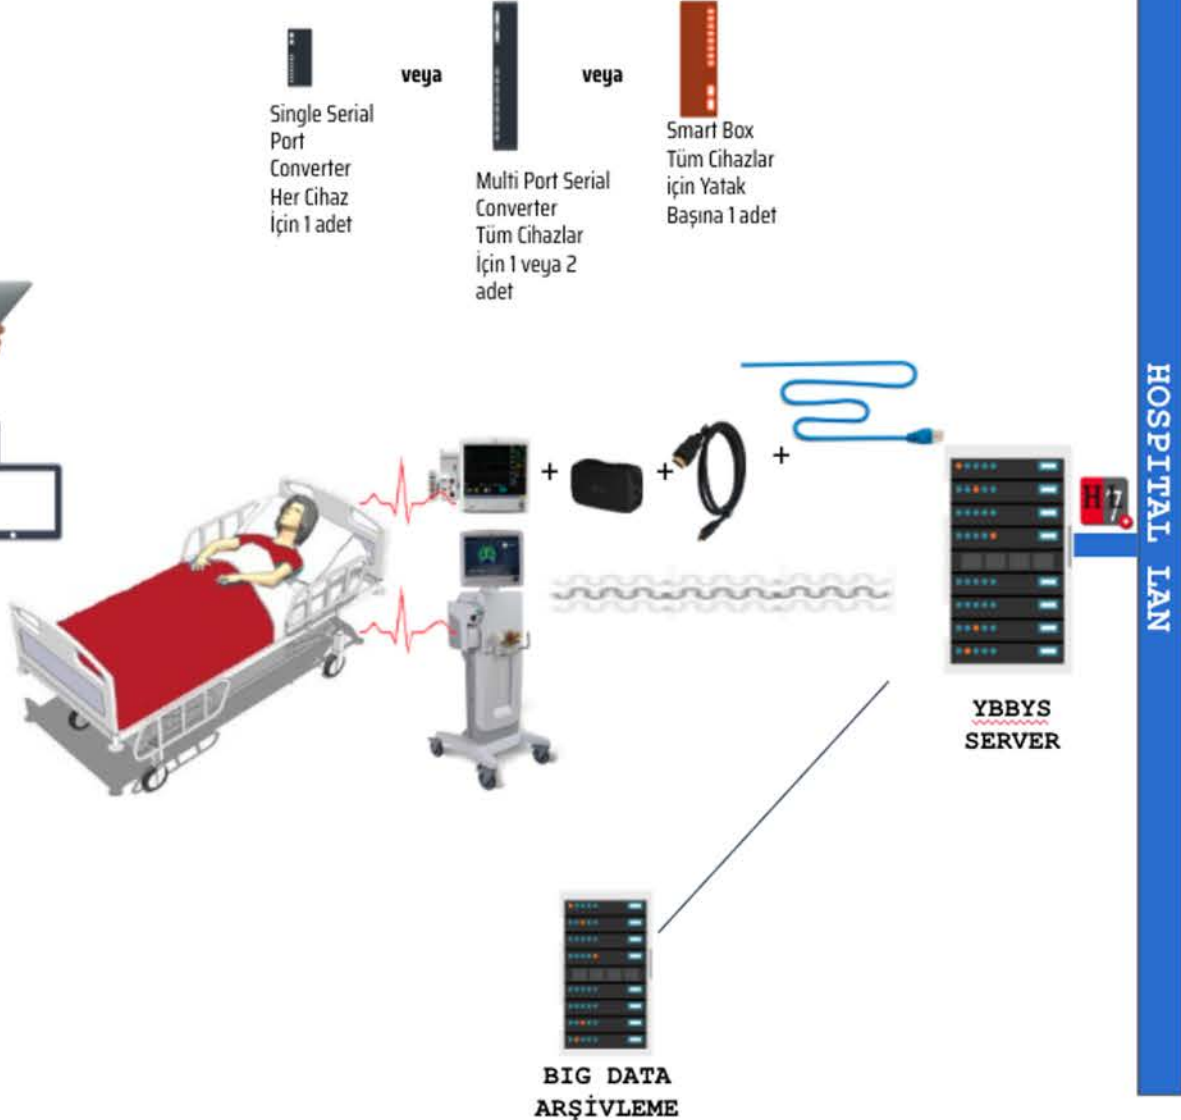 Single Serial
Port
Converter
Her Cihaz
İçin 1 adet
veya
Multi Port Serial
Converter
Tüm Cihazlar
İçin 1 veya 2
adet
veya
Smart Box
Tüm Cihazlar
için Yatak
Başına 1 adet
+
+
+
HL7
HOSPITAL LAN
YBBYS
SERVER
BIG DATA
ARŞİVLEME